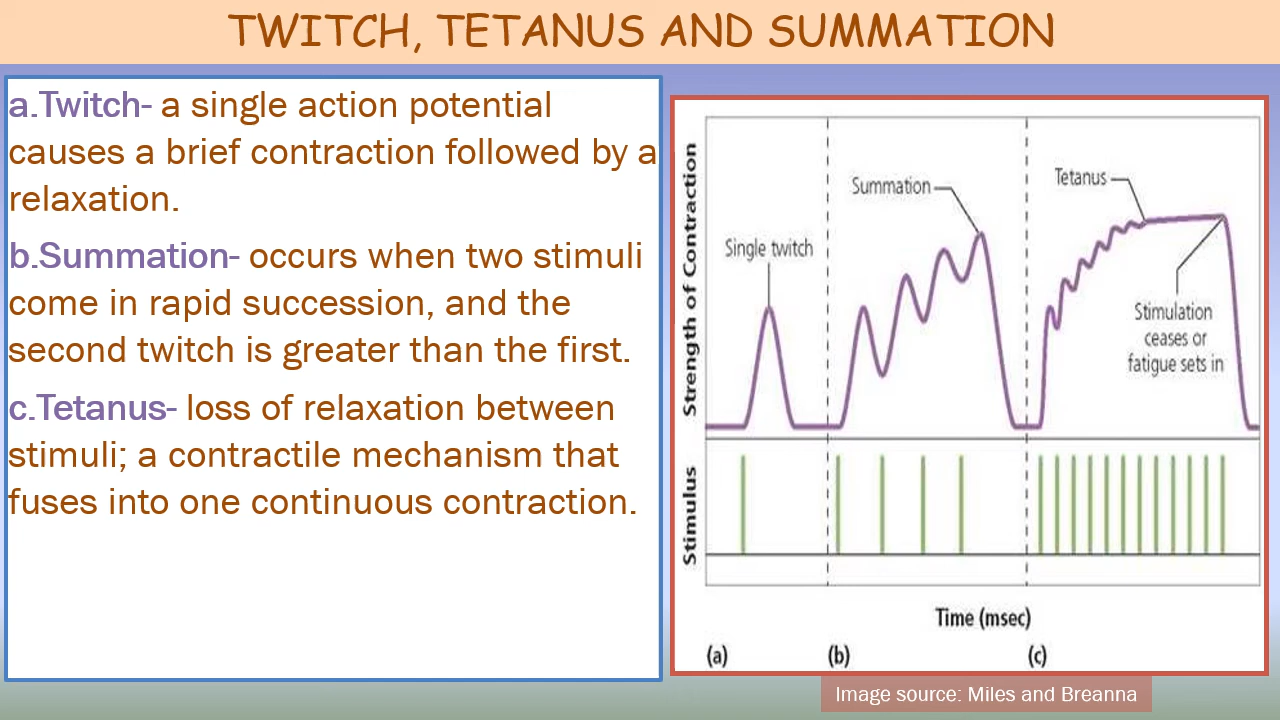 TWITCH, TETANUS AND SUMMATION
a.Twitch- a single action potential
causes a brief contraction followed by a
relaxation.
b.Summation- occurs when two stimuli
come in rapid succession, and the
second twitch is greater than the first.
c.Tetanus- loss of relaxation between
stimuli; a contractile mechanism that
fuses into one continuous contraction.
Strength of Contraction
Single twitch
Summation
Tetanus
Stimulation
ceases or
fatigue sets in
Stimulus
Time (msec)
(a) (b) (c)
Image source: Miles and Breanna